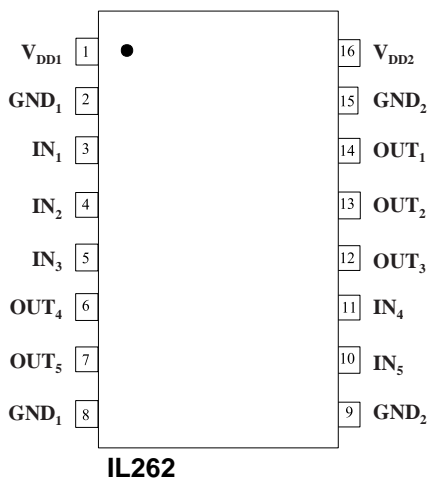 V_DD1 1 16 V_DD2
GND_1 2 15 GND_2
IN_1 3 14 OUT_1
IN_2 4 13 OUT_2
IN_3 5 12 OUT_3
OUT_4 6 11 IN_4
OUT_5 7 10 IN_5
GND_1 8 9 GND_2
IL262